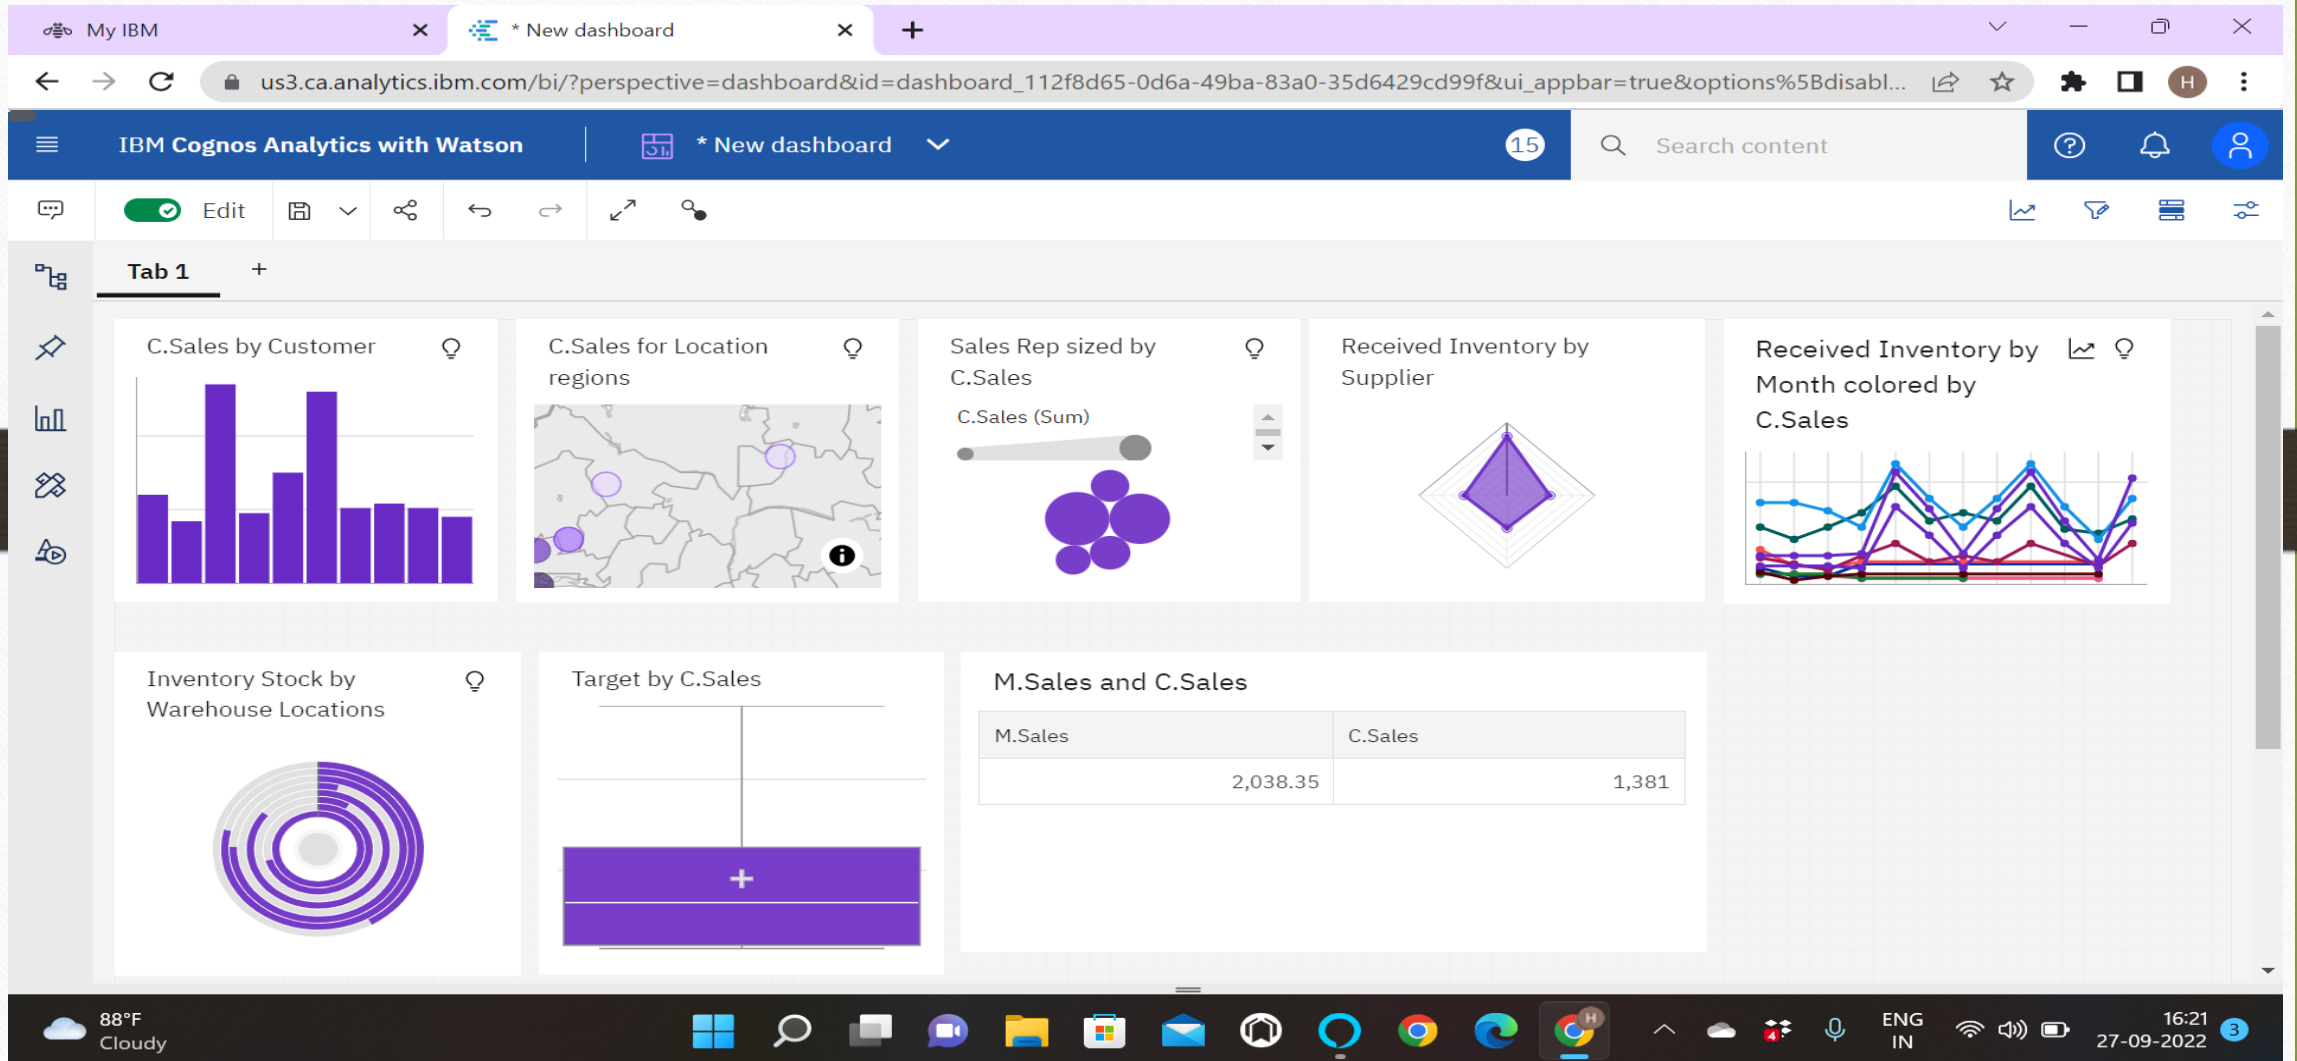 My IBM
* New dashboard
us3.ca.analytics.ibm.com/bi/?perspective=dashboard&id=dashboard_112f8d65-0d6a-49ba-83a0-35d6429cd99f&ui_appbar=true&options%5Bdisabl...
H
IBM Cognos Analytics with Watson
* New dashboard
15
Search content
Edit
Tab 1
C.Sales by Customer
C.Sales for Location
regions
Sales Rep sized by
C.Sales
C.Sales (Sum)
Received Inventory by
Supplier
Received Inventory by
Month colored by
C.Sales
Inventory Stock by
Warehouse Locations
Target by C.Sales
M.Sales and C.Sales
M.Sales C.Sales
2,038.35 1,381
88°F
Cloudy
H
4
ENG
IN
16:21
27-09-2022
3